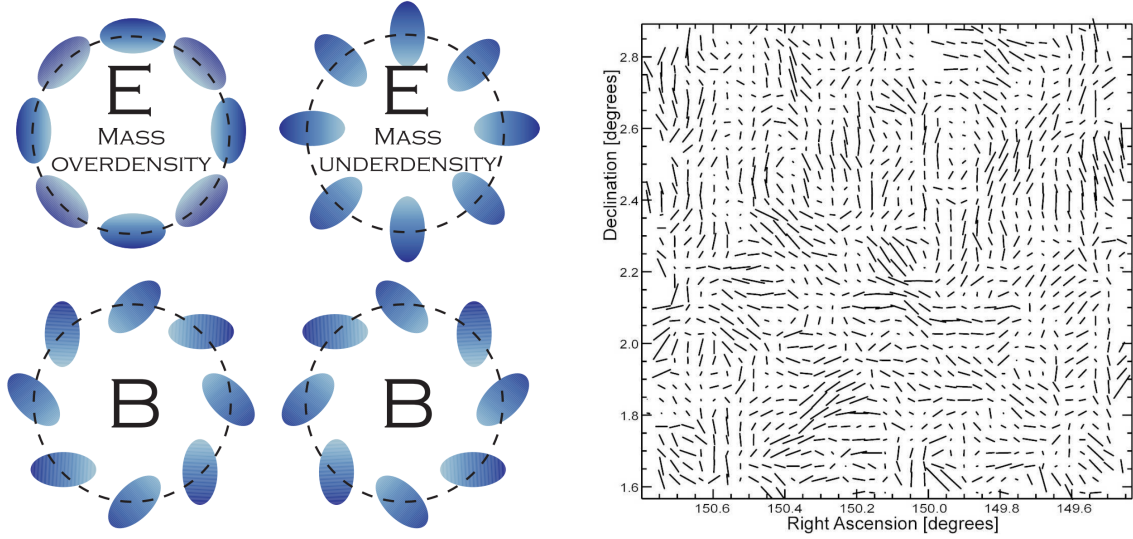 E
MASS
OVERDENSITY
E
MASS
UNDERDENSITY
B
B
Declination [degrees]
2.8
2.6
2.4
2.2
2.0
1.8
1.6
150.6
150.4
150.2
150.0
149.8
149.6
Right Ascension [degrees]